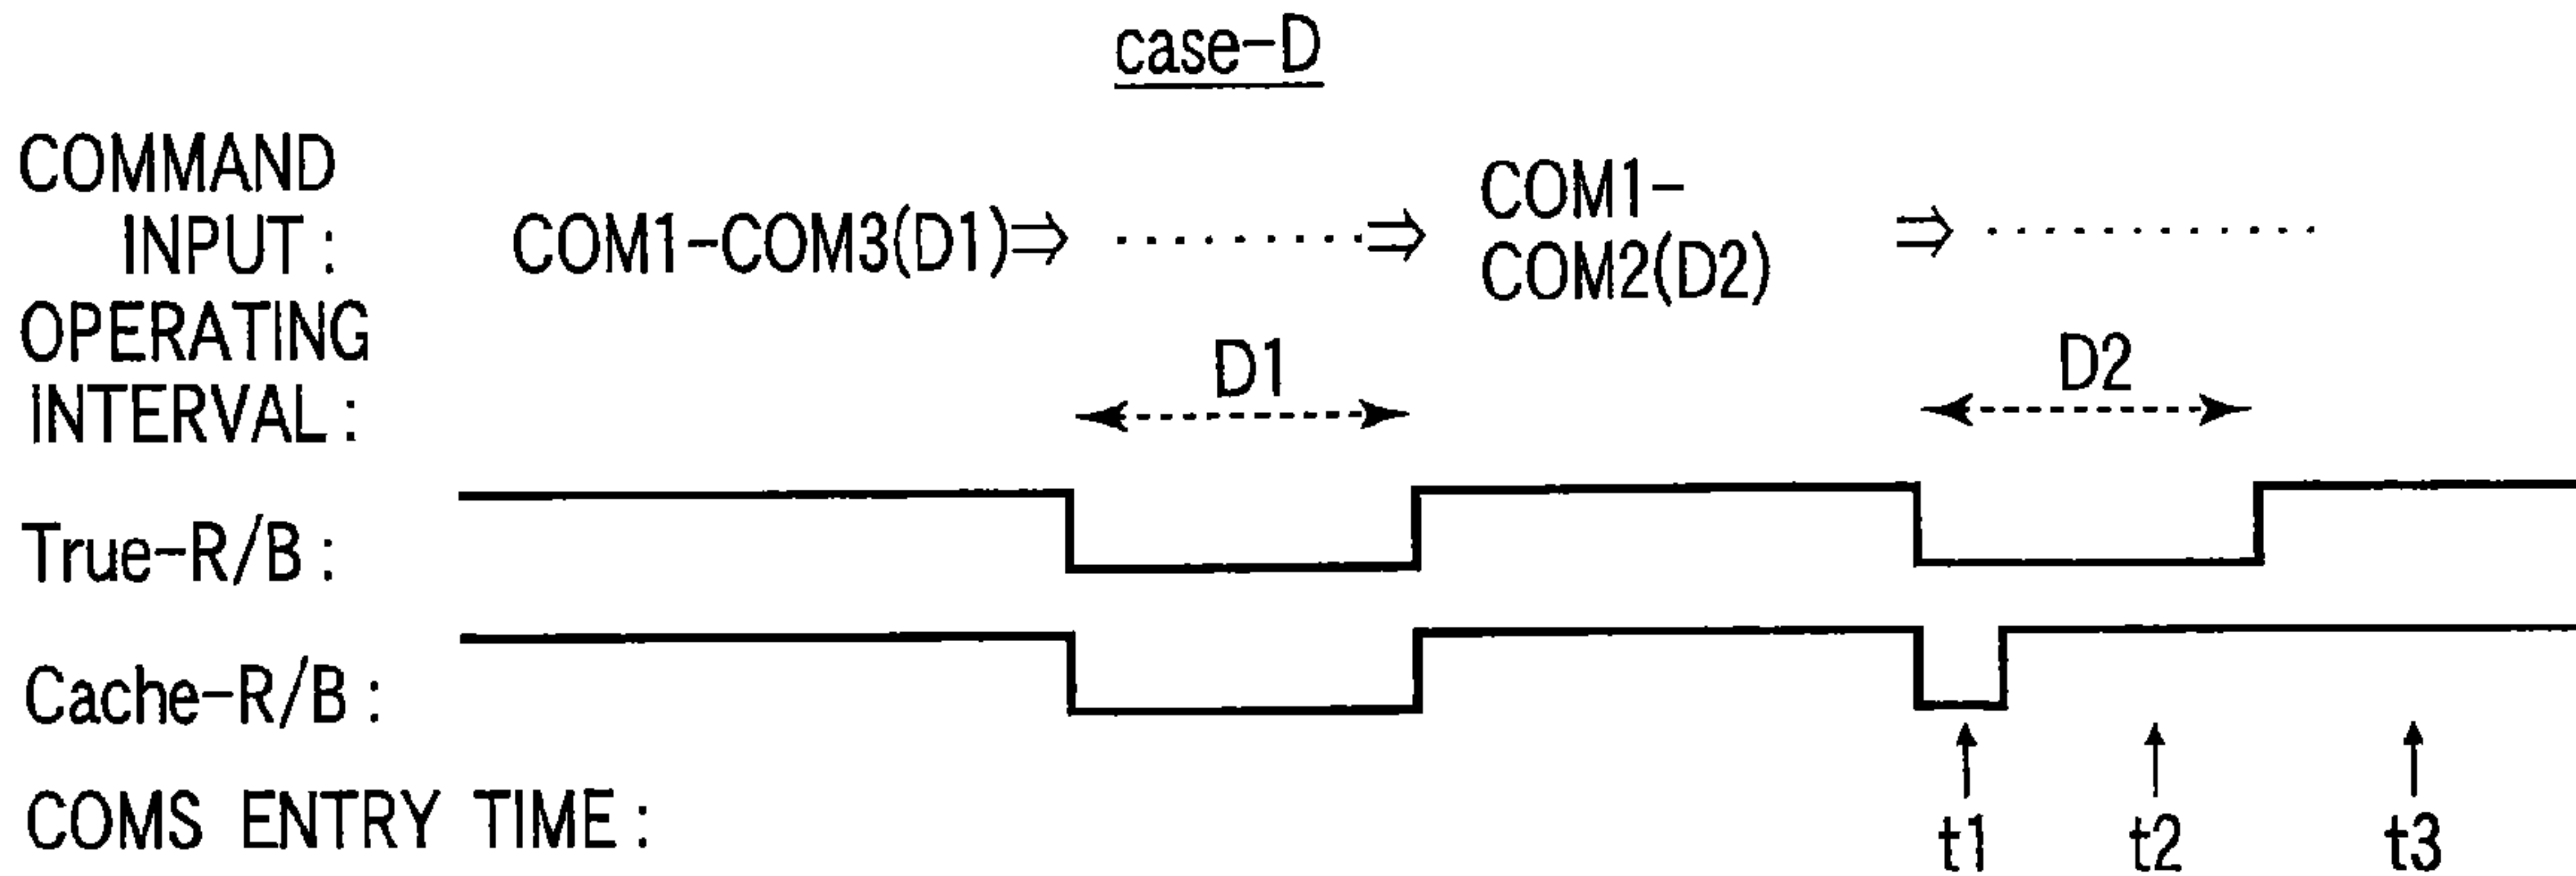 case-D
COMMAND
INPUT :
COM1-COM3(D1)⇒ ········⇒ COM1-
COM2(D2) ⇒ ············
OPERATING
INTERVAL :
D1 D2
True-R/B :
Cache-R/B :
COMS ENTRY TIME :
t1 t2 t3